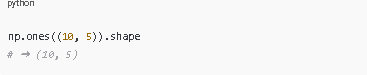 python
np.ones((10, 5)).shape
# → (10, 5)